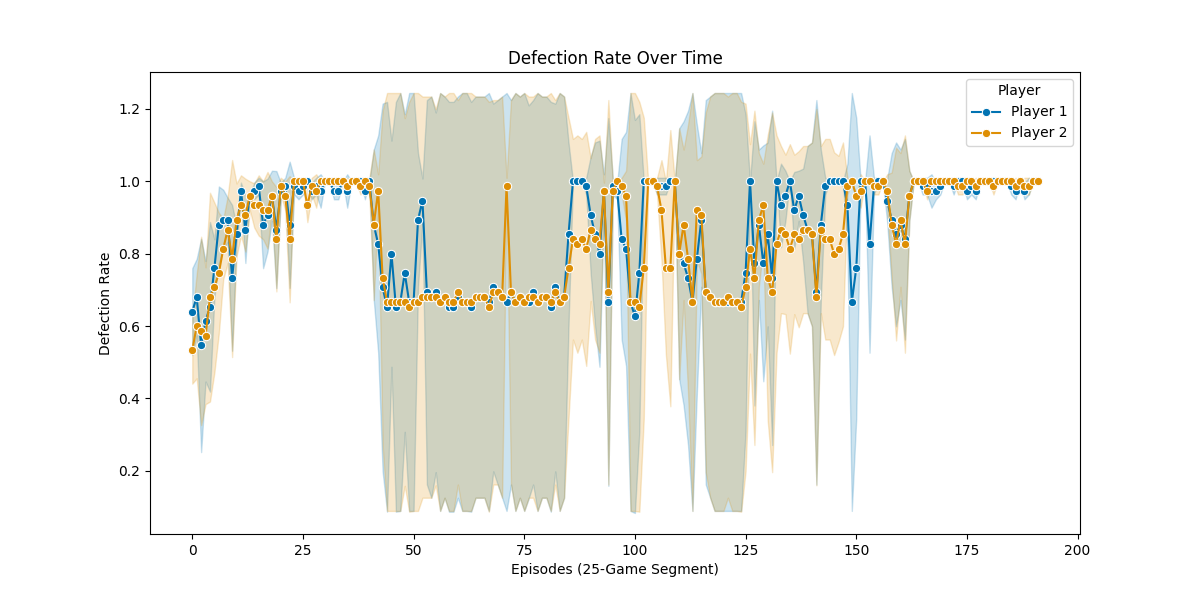 Defection Rate Over Time
Player
Player 1
Player 2
Defection Rate
1.2
1.0
0.8
0.6
0.4
0.2
0 25 50 75 100 125 150 175 200
Episodes (25-Game Segment)